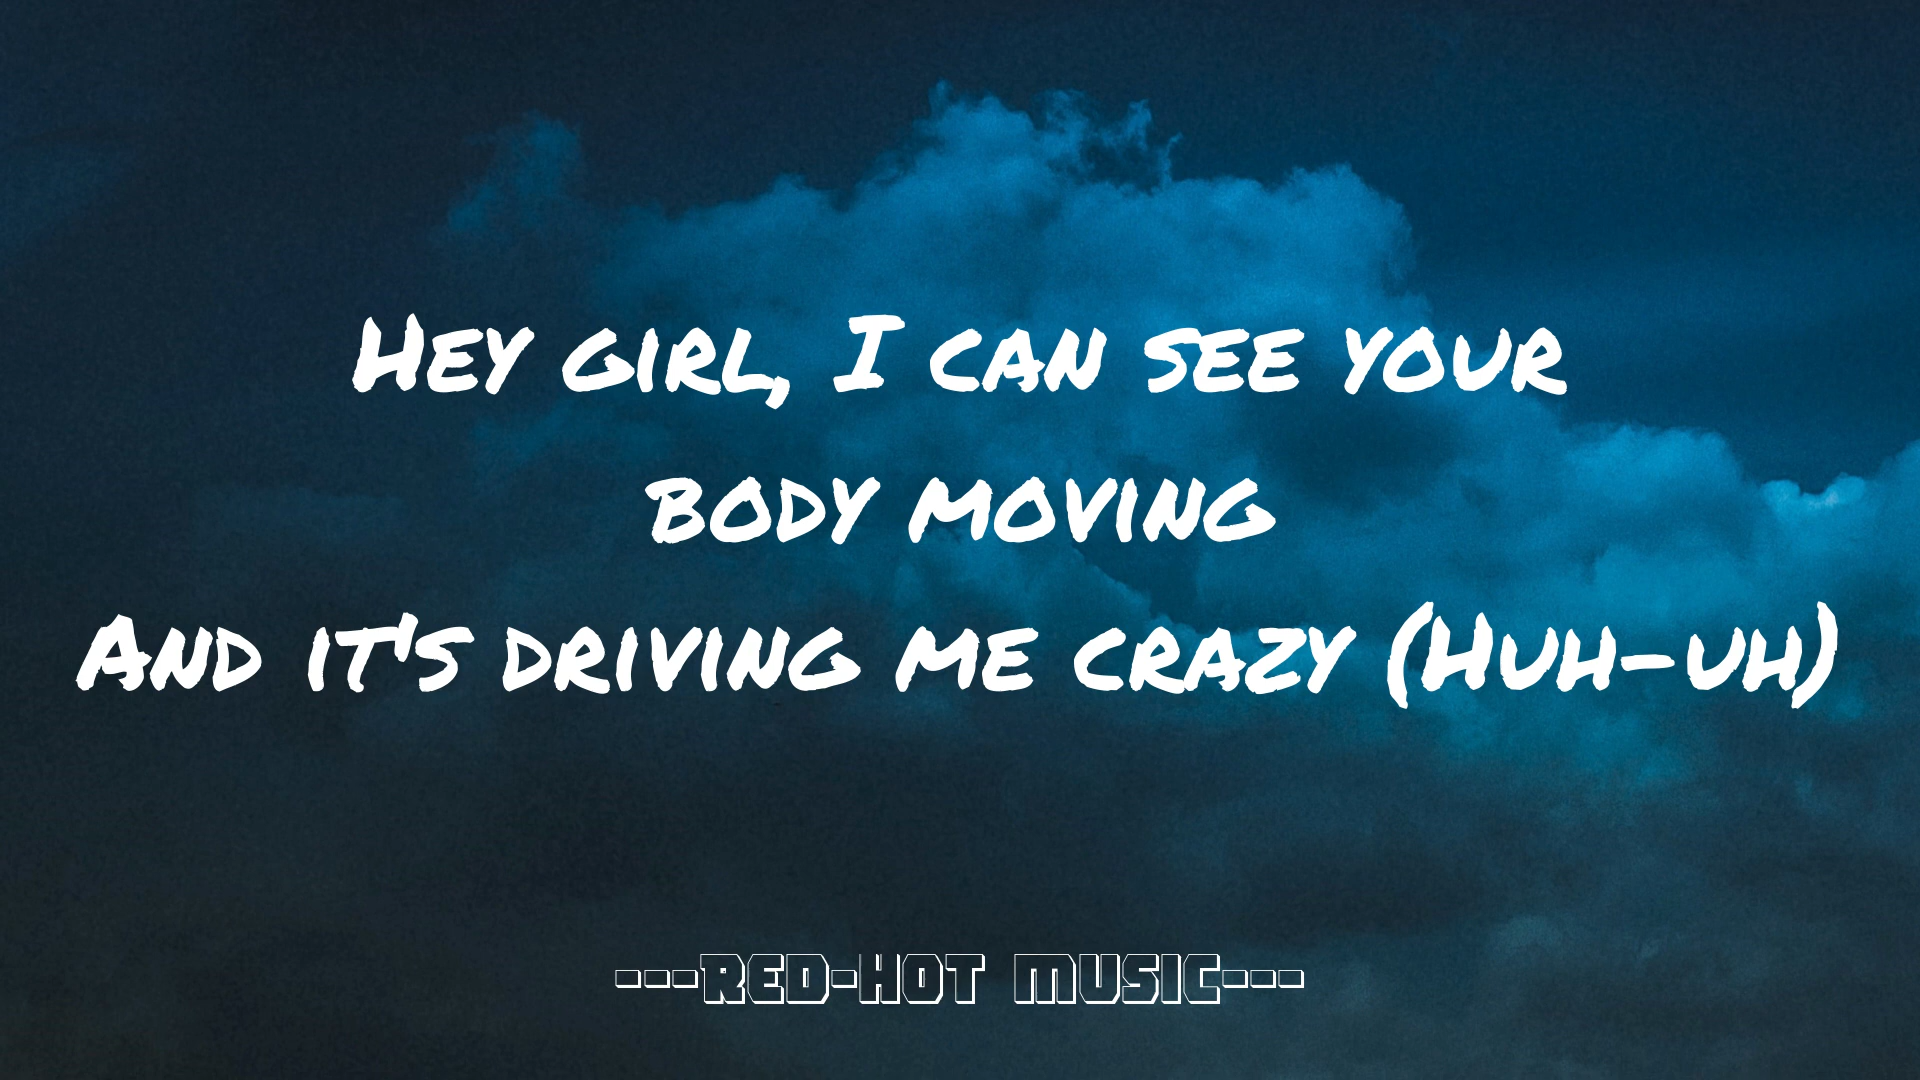 Hey girl, I can see your
body moving
And it's driving me crazy (Huh-uh)
---RED-HOT MUSIC---